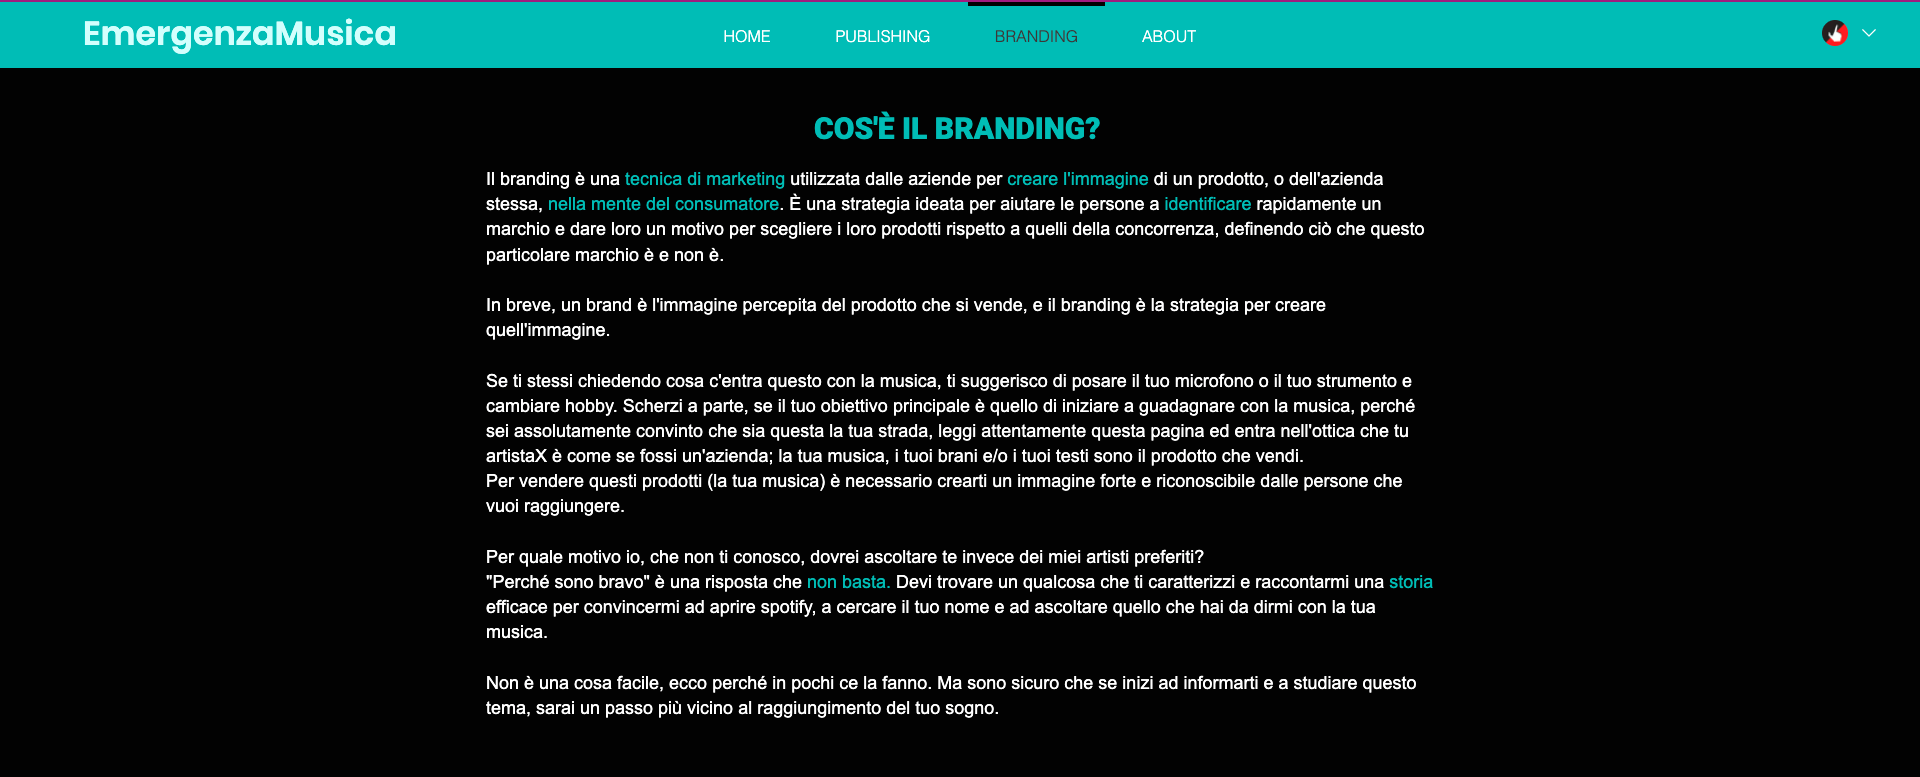 EmergenzaMusica
HOME
PUBLISHING
BRANDING
ABOUT
COS'È IL BRANDING?
Il branding è una tecnica di marketing utilizzata dalle aziende per creare l'immagine di un prodotto, o dell'azienda
stessa, nella mente del consumatore. È una strategia ideata per aiutare le persone a identificare rapidamente un
marchio e dare loro un motivo per scegliere i loro prodotti rispetto a quelli della concorrenza, definendo ciò che questo
particolare marchio è e non è.
In breve, un brand è l'immagine percepita del prodotto che si vende, e il branding è la strategia per creare
quell'immagine.
Se ti stessi chiedendo cosa c'entra questo con la musica, ti suggerisco di posare il tuo microfono o il tuo strumento e
cambiare hobby. Scherzi a parte, se il tuo obiettivo principale è quello di iniziare a guadagnare con la musica, perché
sei assolutamente convinto che sia questa la tua strada, leggi attentamente questa pagina ed entra nell'ottica che tu
artistaX è come se fossi un'azienda; la tua musica, i tuoi brani e/o i tuoi testi sono il prodotto che vendi.
Per vendere questi prodotti (la tua musica) è necessario crearti un immagine forte e riconoscibile dalle persone che
vuoi raggiungere.
Per quale motivo io, che non ti conosco, dovrei ascoltare te invece dei miei artisti preferiti?
"Perché sono bravo" è una risposta che non basta. Devi trovare un qualcosa che ti caratterizzi e raccontarmi una storia
efficace per convincermi ad aprire spotify, a cercare il tuo nome e ad ascoltare quello che hai da dirmi con la tua
musica.
Non è una cosa facile, ecco perché in pochi ce la fanno. Ma sono sicuro che se inizi ad informarti e a studiare questo
tema, sarai un passo più vicino al raggiungimento del tuo sogno.